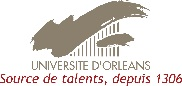 UNIVERSITE D'ORLEANS
Source de talents, depuis 1306